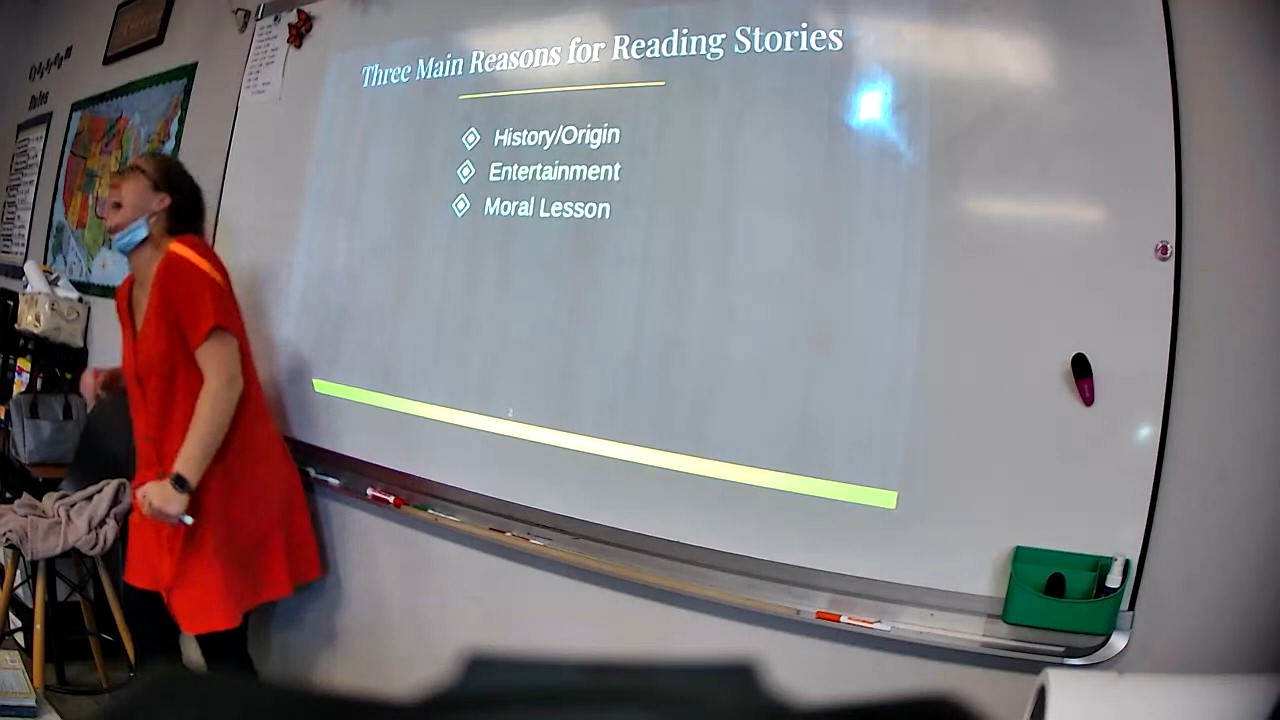 Three Main Reasons for Reading Stories
History/Origin
Entertainment
Moral Lesson
Rules